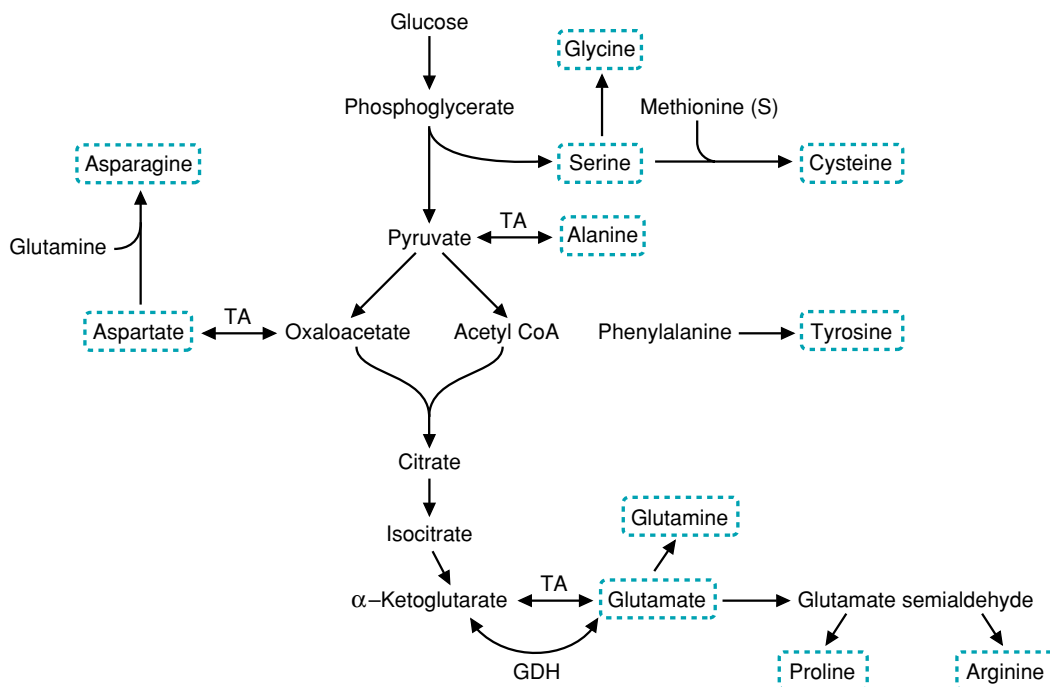 Glucose
Glycine
Phosphoglycerate
Methionine (S)
Asparagine
Serine
Cysteine
Glutamine
Pyruvate
TA
Alanine
Aspartate
TA
Oxaloacetate
Acetyl CoA
Phenylalanine
Tyrosine
Citrate
Glutamine
Isocitrate
α–Ketoglutarate
TA
Glutamate
Glutamate semialdehyde
GDH
Proline
Arginine